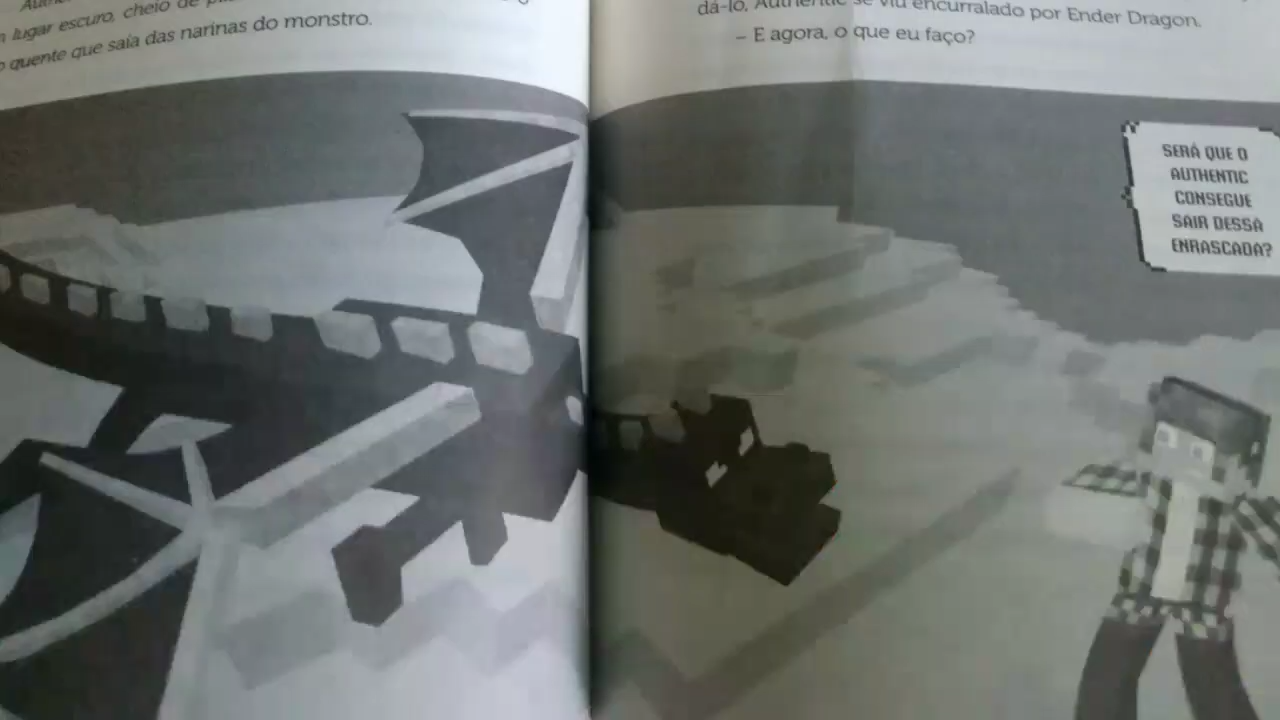 lugar escuro, cheio de
quente que saía das narinas do monstro.
dá-lo, Authentic se viu encurralado por Ender Dragon.
– E agora, o que eu faço?
SERÁ QUE O
AUTHENTIC
CONSEGUE
SAIR DESSA
ENRASCADA?